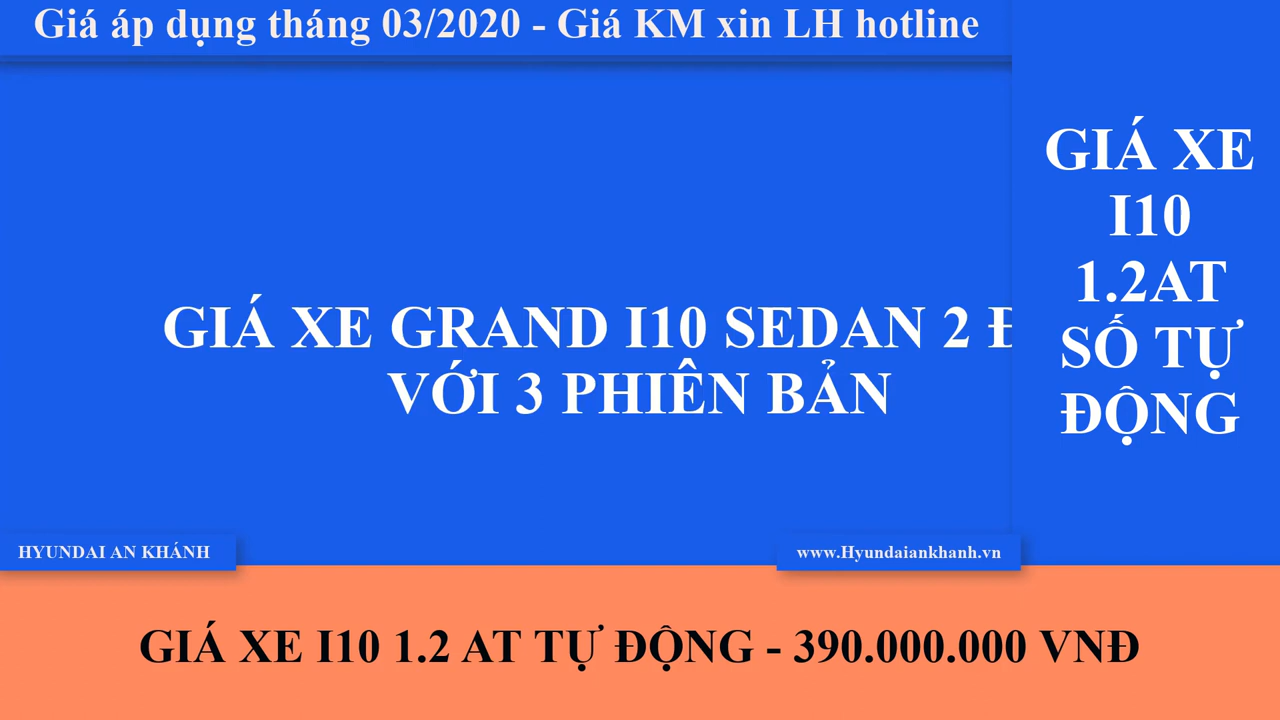 Giá áp dụng tháng 03/2020 - Giá KM xin LH hotline
GIÁ XE GRAND I10 SEDAN 2
VỚI 3 PHIÊN BẢN
GIÁ XE
I10
1.2AT
SỐ TỰ
ĐỘNG
HYUNDAI AN KHÁNH
www.Hyundaiankhanh.vn
GIÁ XE I10 1.2 AT TỰ ĐỘNG - 390.000.000 VNĐ